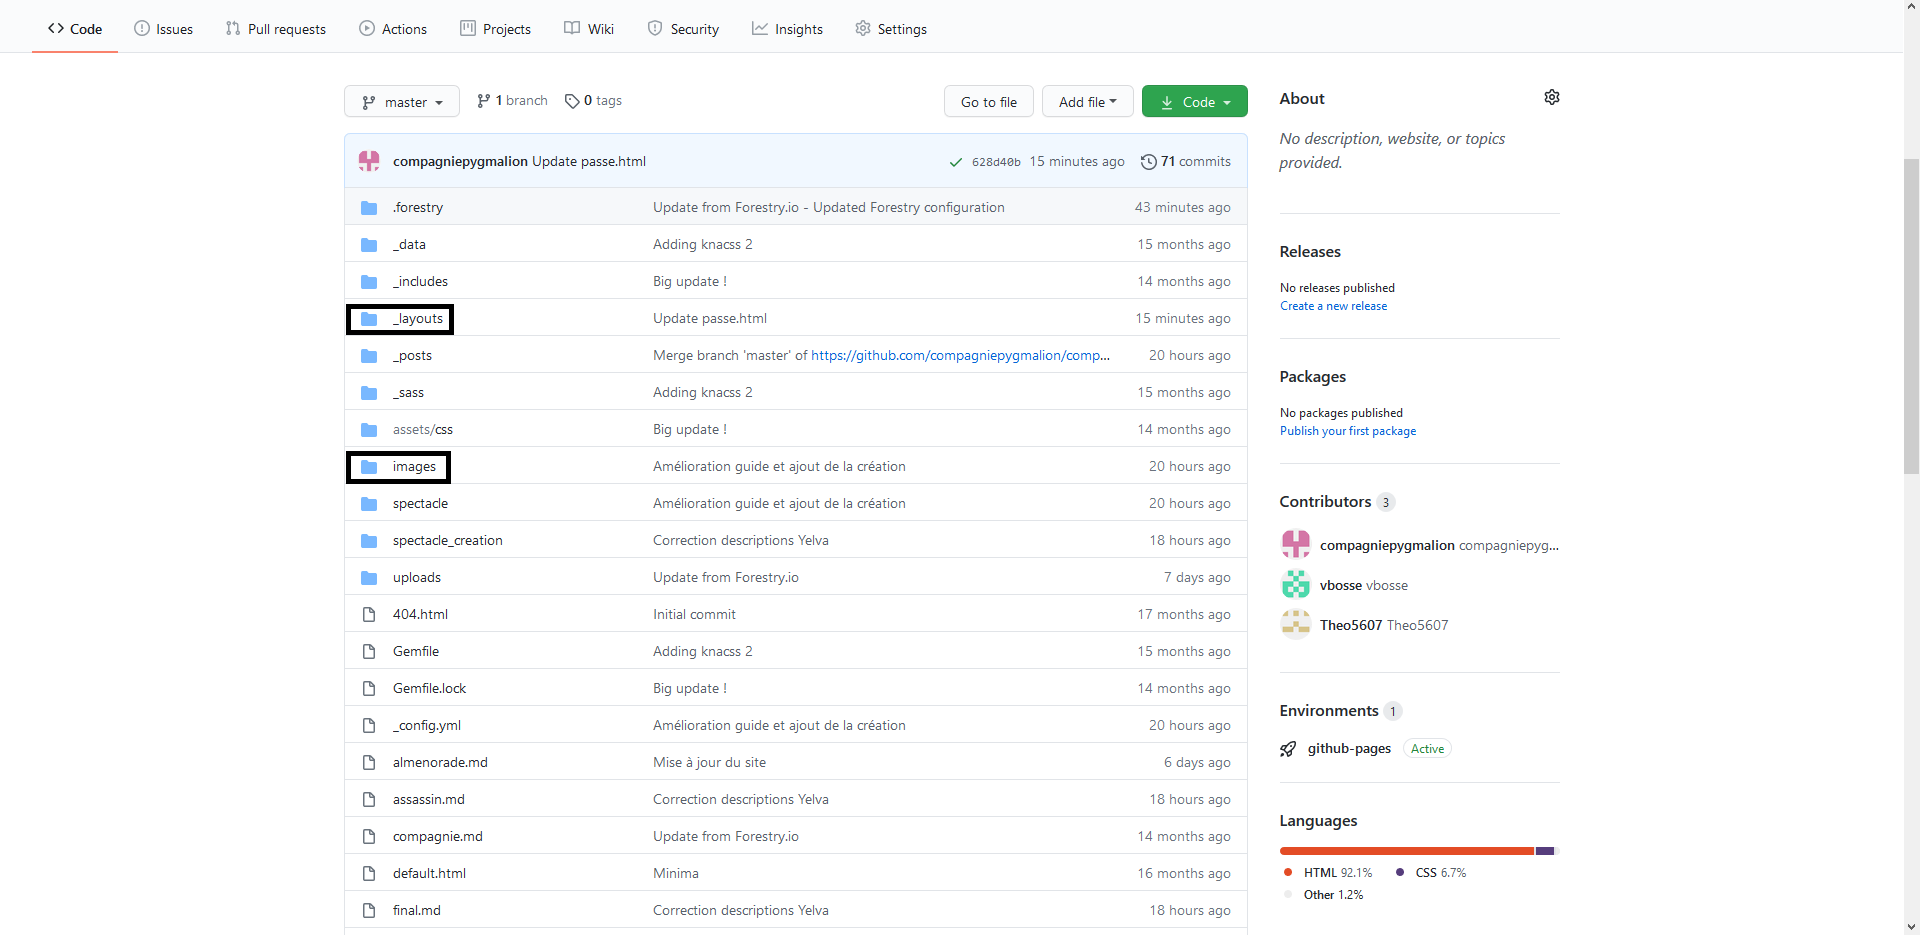 Code Issues Pull requests Actions Projects Wiki Security Insights Settings
master 1 branch 0 tags Go to file Add file Code
compagniepygmalion Update passe.html 628d40b 15 minutes ago 71 commits
.forestry Update from Forestry.io - Updated Forestry configuration 43 minutes ago
_data Adding knacss 2 15 months ago
_includes Big update ! 14 months ago
_layouts Update passe.html 15 minutes ago
_posts Merge branch 'master' of https://github.com/compagniepygmalion/comp... 20 hours ago
_sass Adding knacss 2 15 months ago
assets/css Big update ! 14 months ago
images Amélioration guide et ajout de la création 20 hours ago
spectacle Amélioration guide et ajout de la création 20 hours ago
spectacle_creation Correction descriptions Yelva 18 hours ago
uploads Update from Forestry.io 7 days ago
404.html Initial commit 17 months ago
Gemfile Adding knacss 2 15 months ago
Gemfile.lock Big update ! 14 months ago
_config.yml Amélioration guide et ajout de la création 20 hours ago
almenorade.md Mise à jour du site 6 days ago
assassin.md Correction descriptions Yelva 18 hours ago
compagnie.md Update from Forestry.io 14 months ago
default.html Minima 16 months ago
final.md Correction descriptions Yelva 18 hours ago
About
No description, website, or topics
provided.
Releases
No releases published
Create a new release
Packages
No packages published
Publish your first package
Contributors 3
compagniepygmalion compagniepyg...
vbosse vbosse
Theo5607 Theo5607
Environments 1
github-pages Active
Languages
HTML 92.1% CSS 6.7%
Other 1.2%